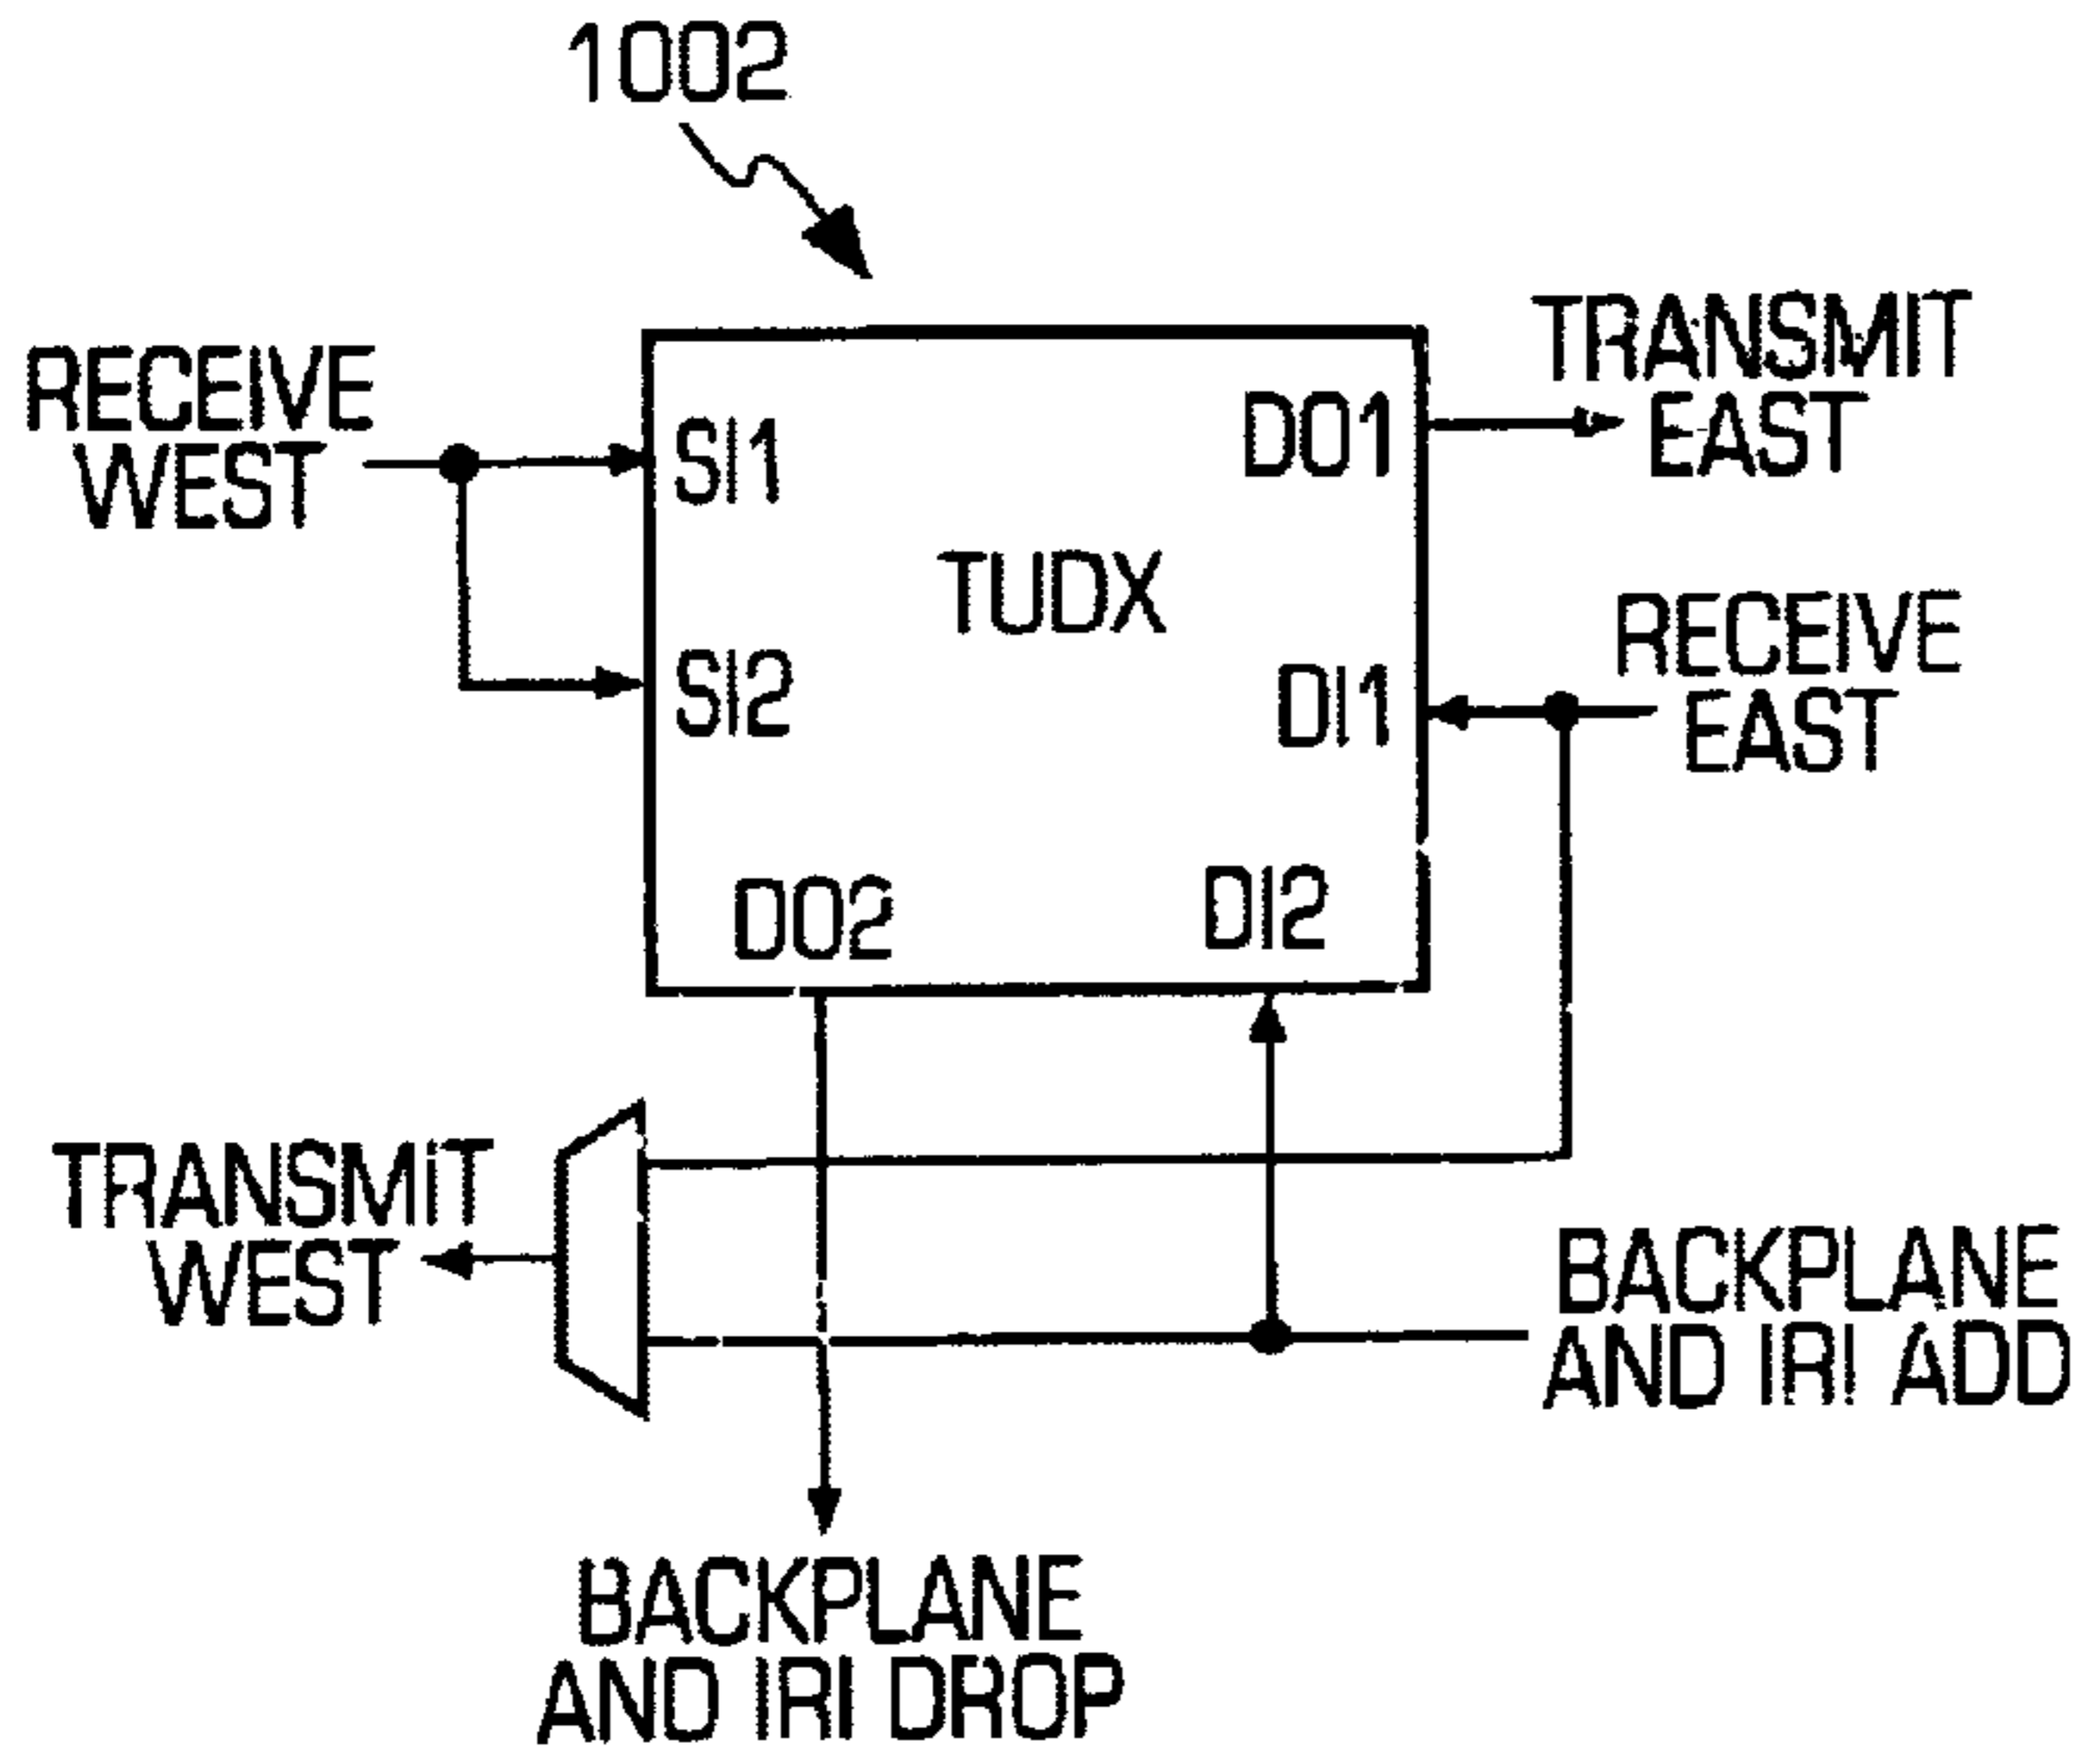 1002
RECEIVE
WEST
TRANSMIT
EAST
SI1
DO1
TUDX
SI2
DI1
RECEIVE
EAST
DO2
DI2
TRANSMIT
WEST
BACKPLANE
AND IRI ADD
BACKPLANE
AND IRI DROP